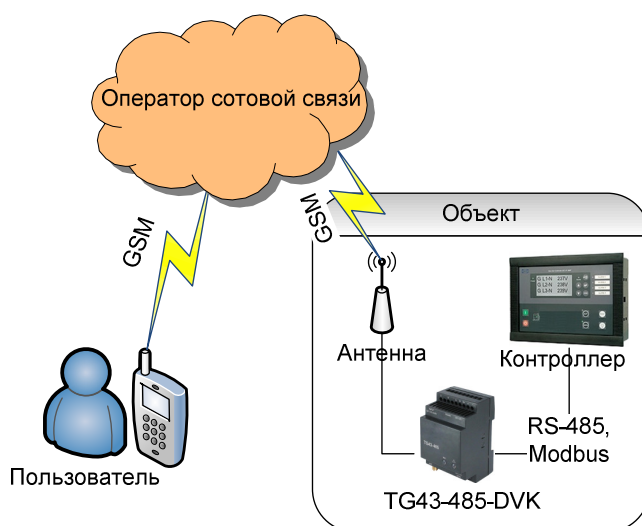 Оператор сотовой связи
GSM
GSM
Объект
Антенна
Контроллер
RS-485,
Modbus
Пользователь
TG43-485-DVK